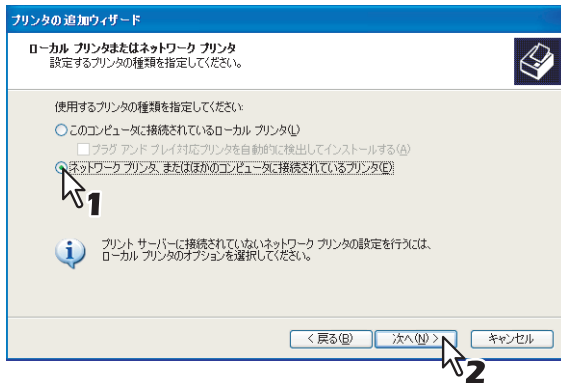 プリンタの追加ウィザード
ローカル プリンタまたはネットワーク プリンタ
設定するプリンタの種類を指定してください。
使用するプリンタの種類を指定してください:
このコンピュータに接続されているローカル プリンタ(L)
プラグ アンド プレイ対応プリンタを自動的に検出してインストールする(A)
ネットワーク プリンタ、またはほかのコンピュータに接続されているプリンタ(E)
1
プリント サーバーに接続されていないネットワーク プリンタの設定を行うには、
ローカル プリンタのオプションを選択してください。
< 戻る(B) 次へ(N) > キャンセル
2